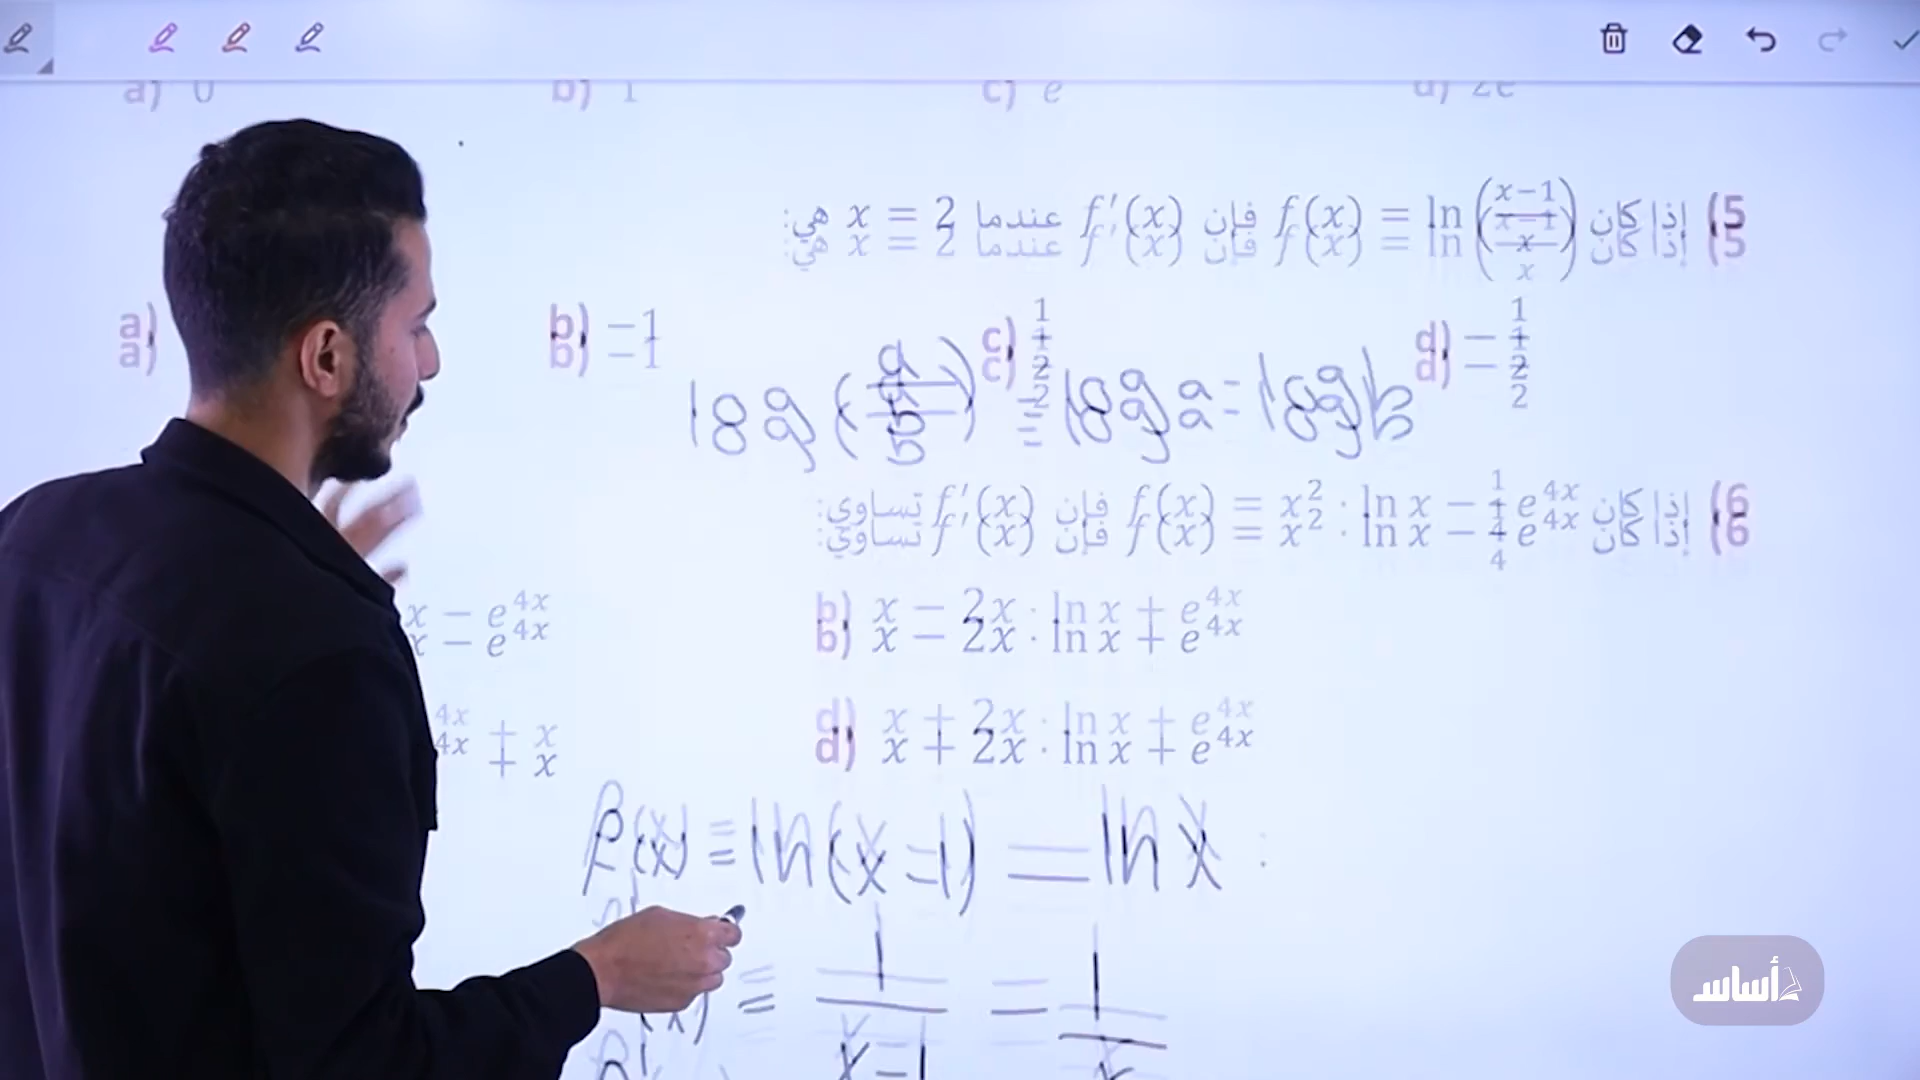 a) 0 b) 1 c) e d) 2e
5) إذا كان f(x) = ln((x−1)/x) فإن f′(x) عندما x = 2 هي:
a) b) −1 c) 1/2 d) −1/2
log(a/b) = log a − log b
6) إذا كان f(x) = x² · ln x − 1/4 e^{4x} فإن f′(x) تساوي:
x − e^{4x} b) x − 2x · ln x + e^{4x}
4x + x d) x + 2x · ln x + e^{4x}
f(x) = ln(x−1) − ln x
(x) = 1/(x−1) − 1/x
أساس